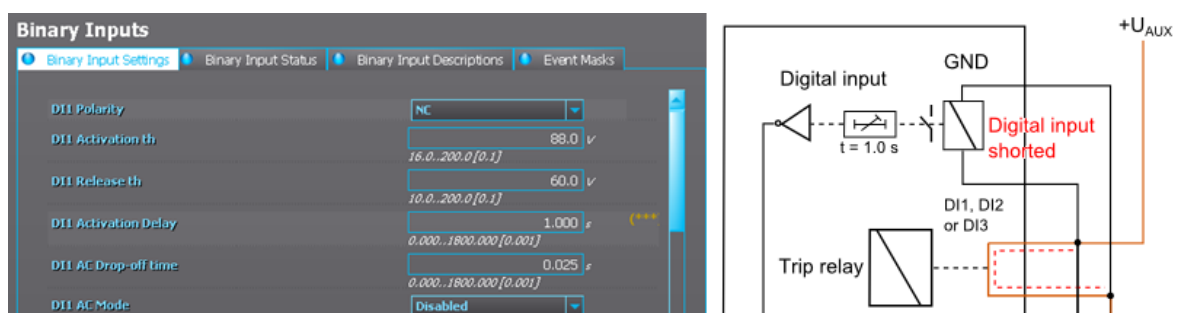 Binary Inputs
Binary Input Settings Binary Input Status Binary Input Descriptions Event Masks
DI1 Polarity NC
DI1 Activation th 88.0 V
16.0..200.0 [0.1]
DI1 Release th 60.0 V
10.0..200.0 [0.1]
DI1 Activation Delay 1.000 s (***
0.000..1800.000 [0.001]
DI1 AC Drop-off time 0.025 s
0.000..1800.000 [0.001]
DI1 AC Mode Disabled
+UAUX
GND
Digital input
t = 1.0 s
Digital input
shorted
DI1, DI2
or DI3
Trip relay